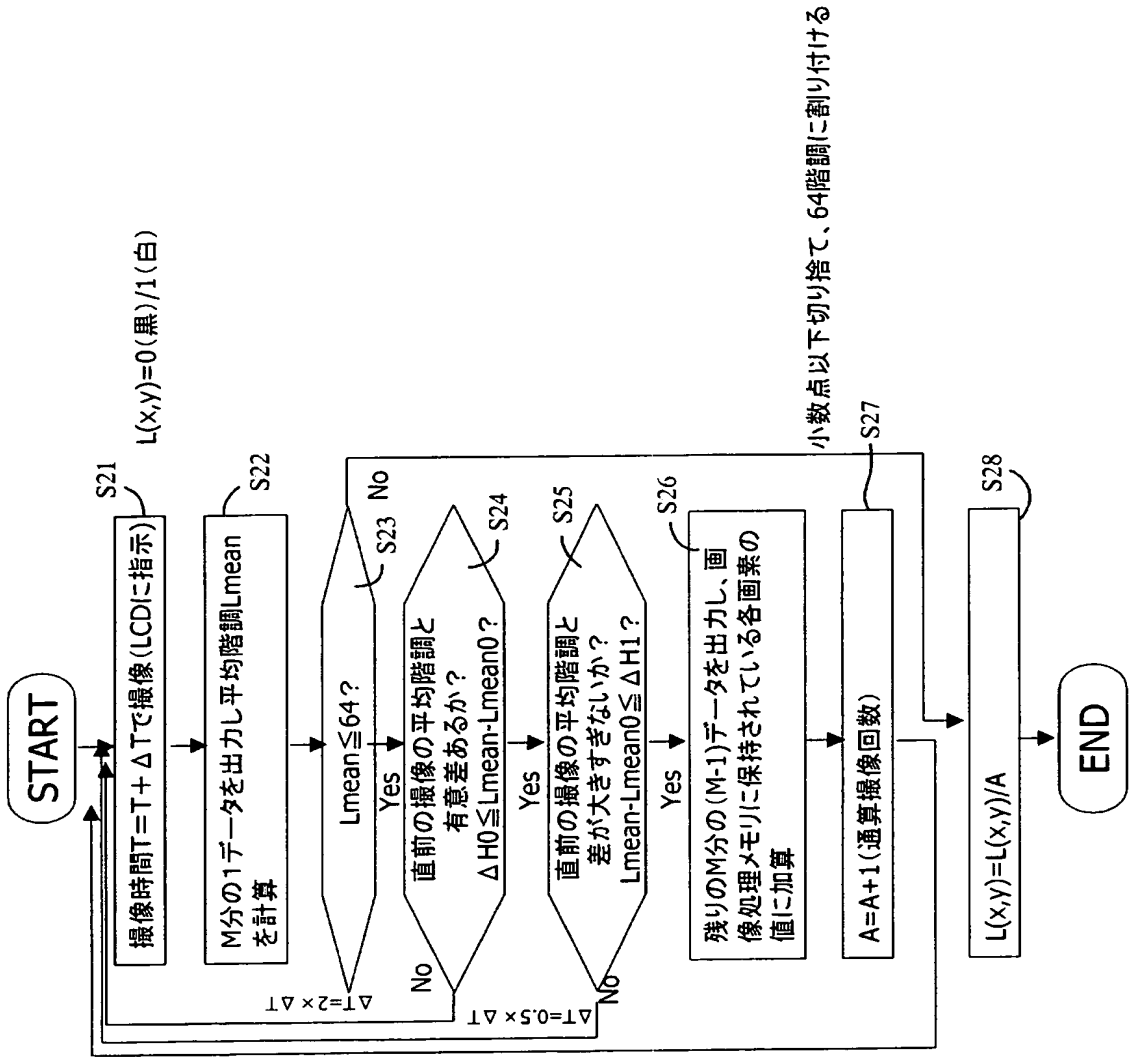 START
撮像時間T=T+ΔTで撮像(LCDに指示)
S21
L(x,y)=0(黒)/1(白)
M分の1データを出力し平均階調Lmean
を計算
S22
Lmean≦64?
S23
No
Yes
直前の撮像の平均階調と
有意差あるか?
ΔH0≦Lmean-Lmean0?
S24
No
ΔT=2×ΔT
Yes
直前の撮像の平均階調と
差が大きすぎないか?
Lmean-Lmean0≦ΔH1?
S25
No
ΔT=0.5×ΔT
Yes
残りのM分の(M-1)データを出力し、画
像処理メモリに保持されている各画素の
値に加算
S26
A=A+1(通算撮像回数)
S27
小数点以下切り捨て、64階調に割り付ける
L(x,y)=L(x,y)/A
S28
END